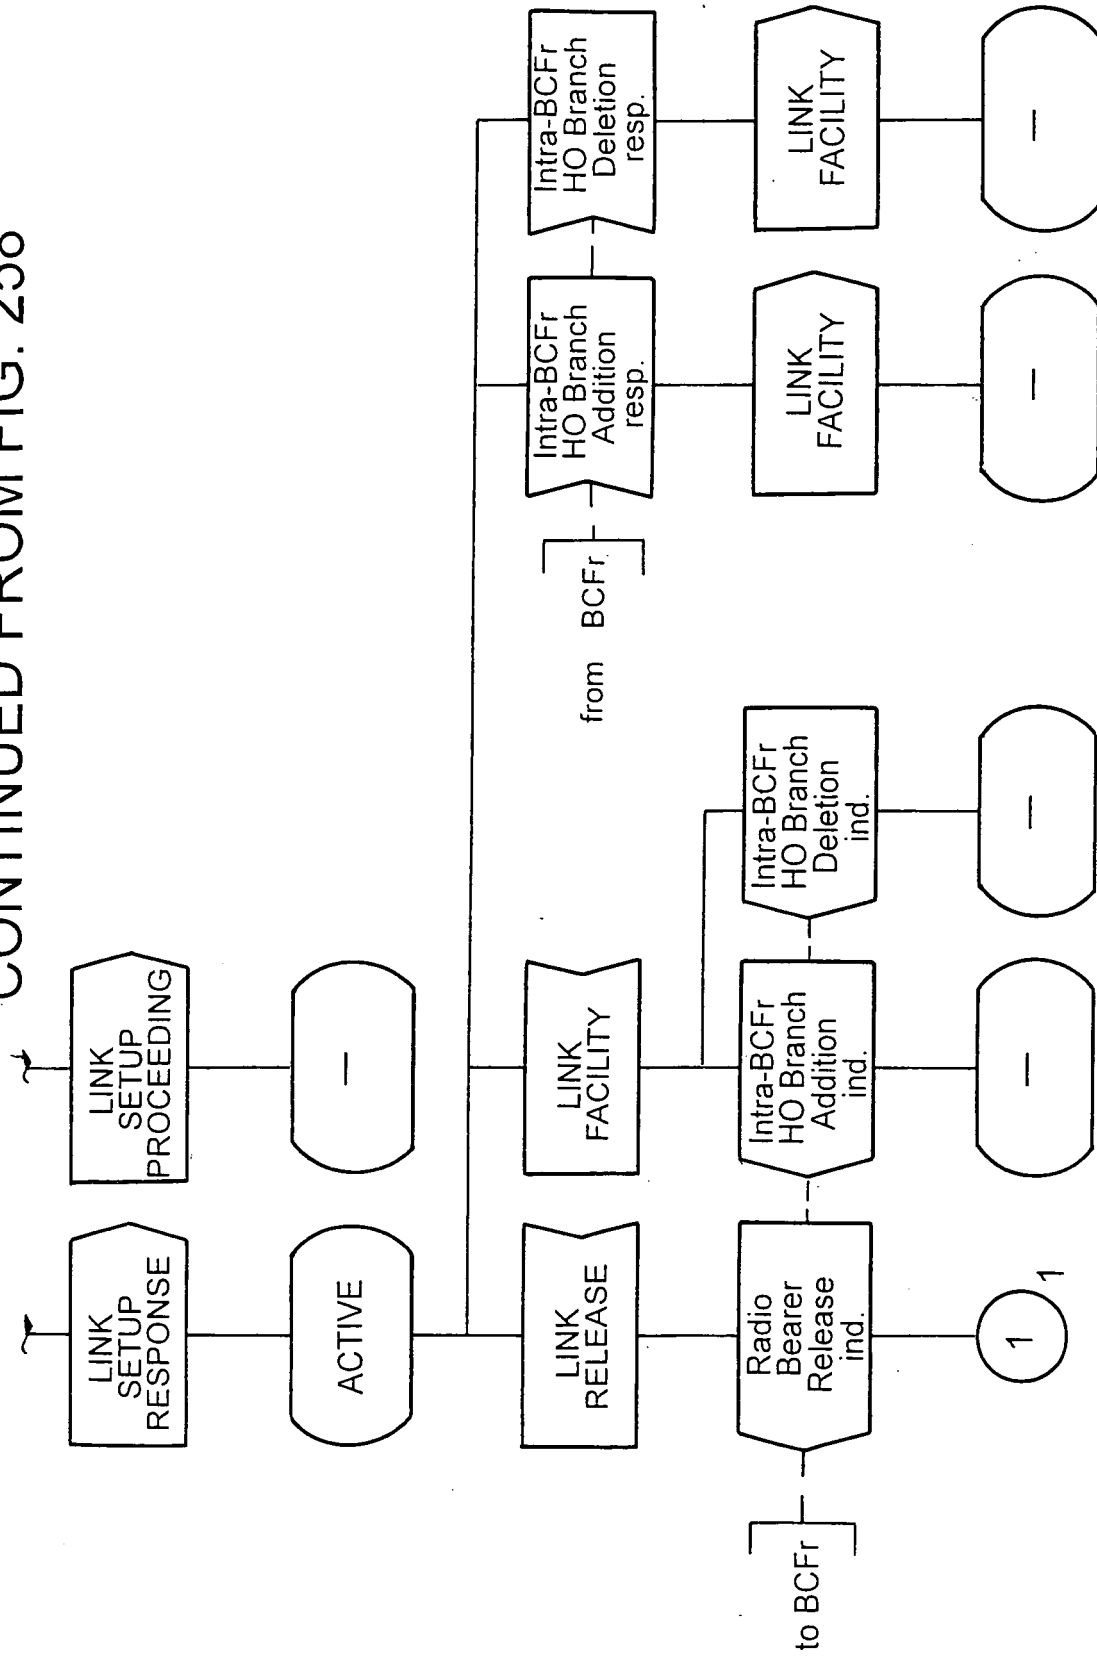 CONTINUED FROM FIG. 258
LINK
SETUP
RESPONSE
LINK
SETUP
PROCEEDING
ACTIVE
—
LINK
RELEASE
LINK
FACILITY
from BCFr
Intra-BCFr
HO Branch
Addition
resp.
Intra-BCFr
HO Branch
Deletion
resp.
to BCFr
Radio
Bearer
Release
ind.
Intra-BCFr
HO Branch
Addition
ind.
Intra-BCFr
HO Branch
Deletion
ind.
LINK
FACILITY
LINK
FACILITY
1
1
—
—
—
—